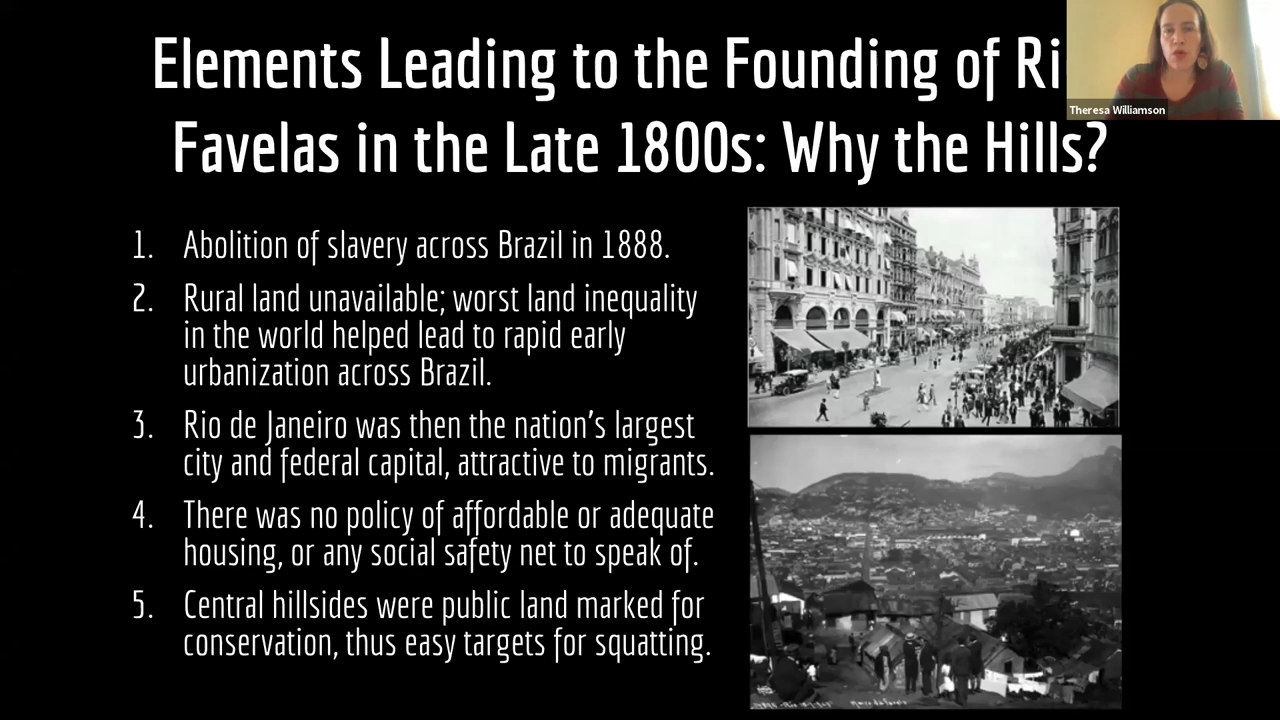 Elements Leading to the Founding of Ri
Theresa Williamson
Favelas in the Late 1800s: Why the Hills?
1. Abolition of slavery across Brazil in 1888.
2. Rural land unavailable; worst land inequality
in the world helped lead to rapid early
urbanization across Brazil.
3. Rio de Janeiro was then the nation's largest
city and federal capital, attractive to migrants.
4. There was no policy of affordable or adequate
housing, or any social safety net to speak of.
5. Central hillsides were public land marked for
conservation, thus easy targets for squatting.